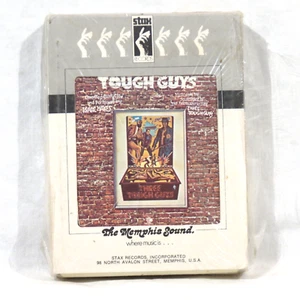 stax
TOUGH GUYS
ISAAC HAYES
THREE
TOUGH GUYS
The Memphis Sound.
where music is . . .
STAX RECORDS, INCORPORATED
98 NORTH AVALON STREET, MEMPHIS, U.S.A.